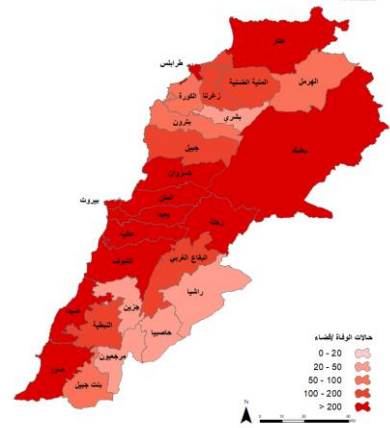 عكار
طرابلس
المنية الضنية
الهرمل
زغرتا
الكورة
بشري
بترون
بعلبك
جبيل
كسروان
المتن
بيروت
بعبدا
زحلة
عاليه
الشوف
البقاع الغربي
راشيا
جزين
صيدا
النبطية
حاصبيا
مرجعيون
صور
بنت جبيل
حالات الوفاة /قضاء
0 - 20
20 - 50
50 - 100
100 - 200
> 200
N